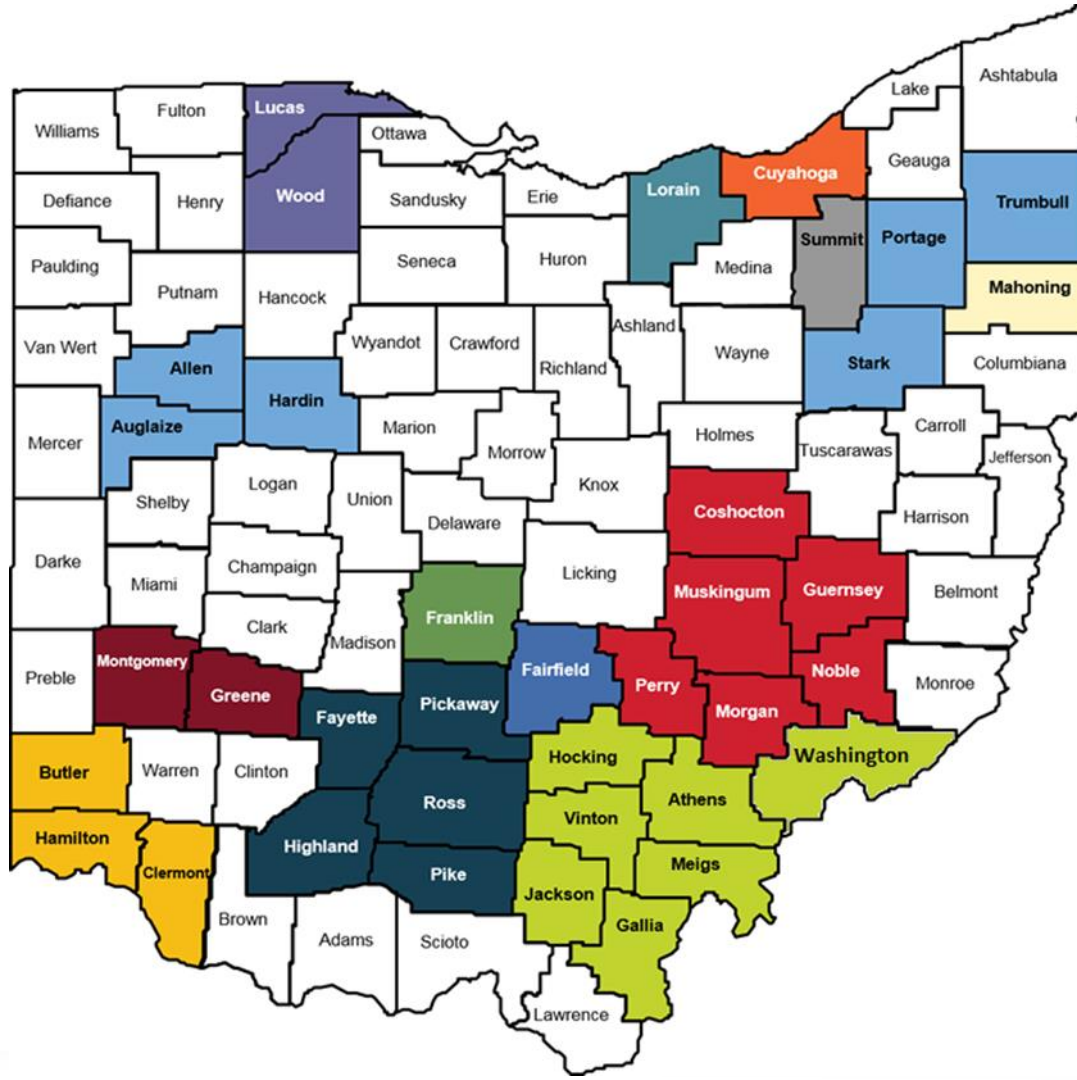 Ashtabula
Lake
Lucas
Fulton
Williams
Ottawa
Geauga
Cuyahoga
Lorain
Wood
Erie
Sandusky
Henry
Defiance
Trumbull
Summit
Portage
Seneca
Huron
Medina
Paulding
Mahoning
Putnam
Hancock
Ashland
Van Wert
Wyandot
Crawford
Wayne
Richland
Stark
Columbiana
Allen
Hardin
Auglaize
Marion
Holmes
Carroll
Mercer
Morrow
Tuscarawas
Jefferson
Logan
Knox
Union
Shelby
Coshocton
Harrison
Delaware
Darke
Champaign
Licking
Miami
Muskingum
Guernsey
Belmont
Franklin
Clark
Madison
Montgomery
Fairfield
Noble
Preble
Greene
Perry
Monroe
Pickaway
Fayette
Morgan
Washington
Hocking
Butler
Warren
Clinton
Ross
Athens
Vinton
Hamilton
Highland
Meigs
Clermont
Pike
Jackson
Brown
Gallia
Adams
Scioto
Lawrence